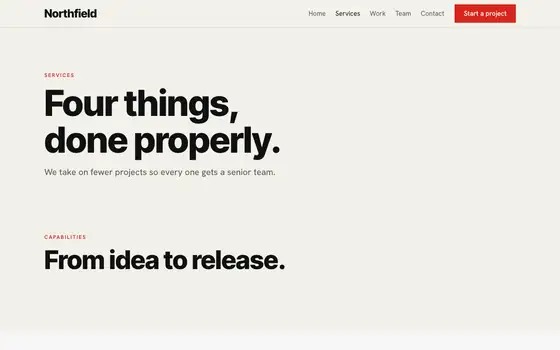 Northfield
Home Services Work Team Contact Start a project
SERVICES
Four things,
done properly.
We take on fewer projects so every one gets a senior team.
CAPABILITIES
From idea to release.